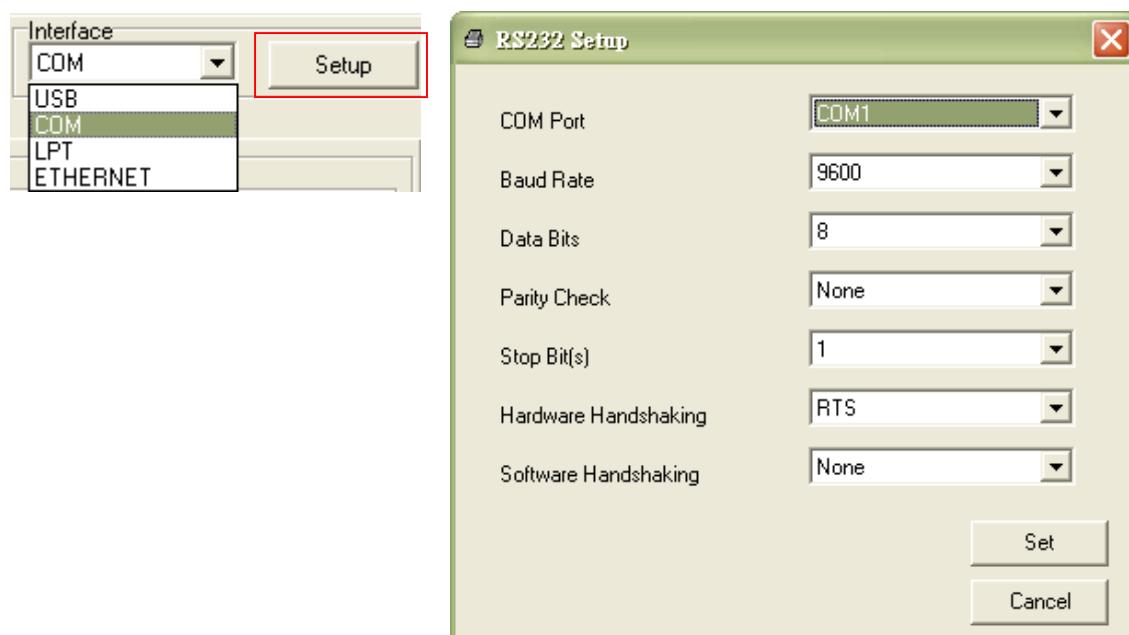 Interface
COM
Setup
USB
COM
LPT
ETHERNET
RS232 Setup
COM Port COM1
Baud Rate 9600
Data Bits 8
Parity Check None
Stop Bit(s) 1
Hardware Handshaking RTS
Software Handshaking None
Set
Cancel